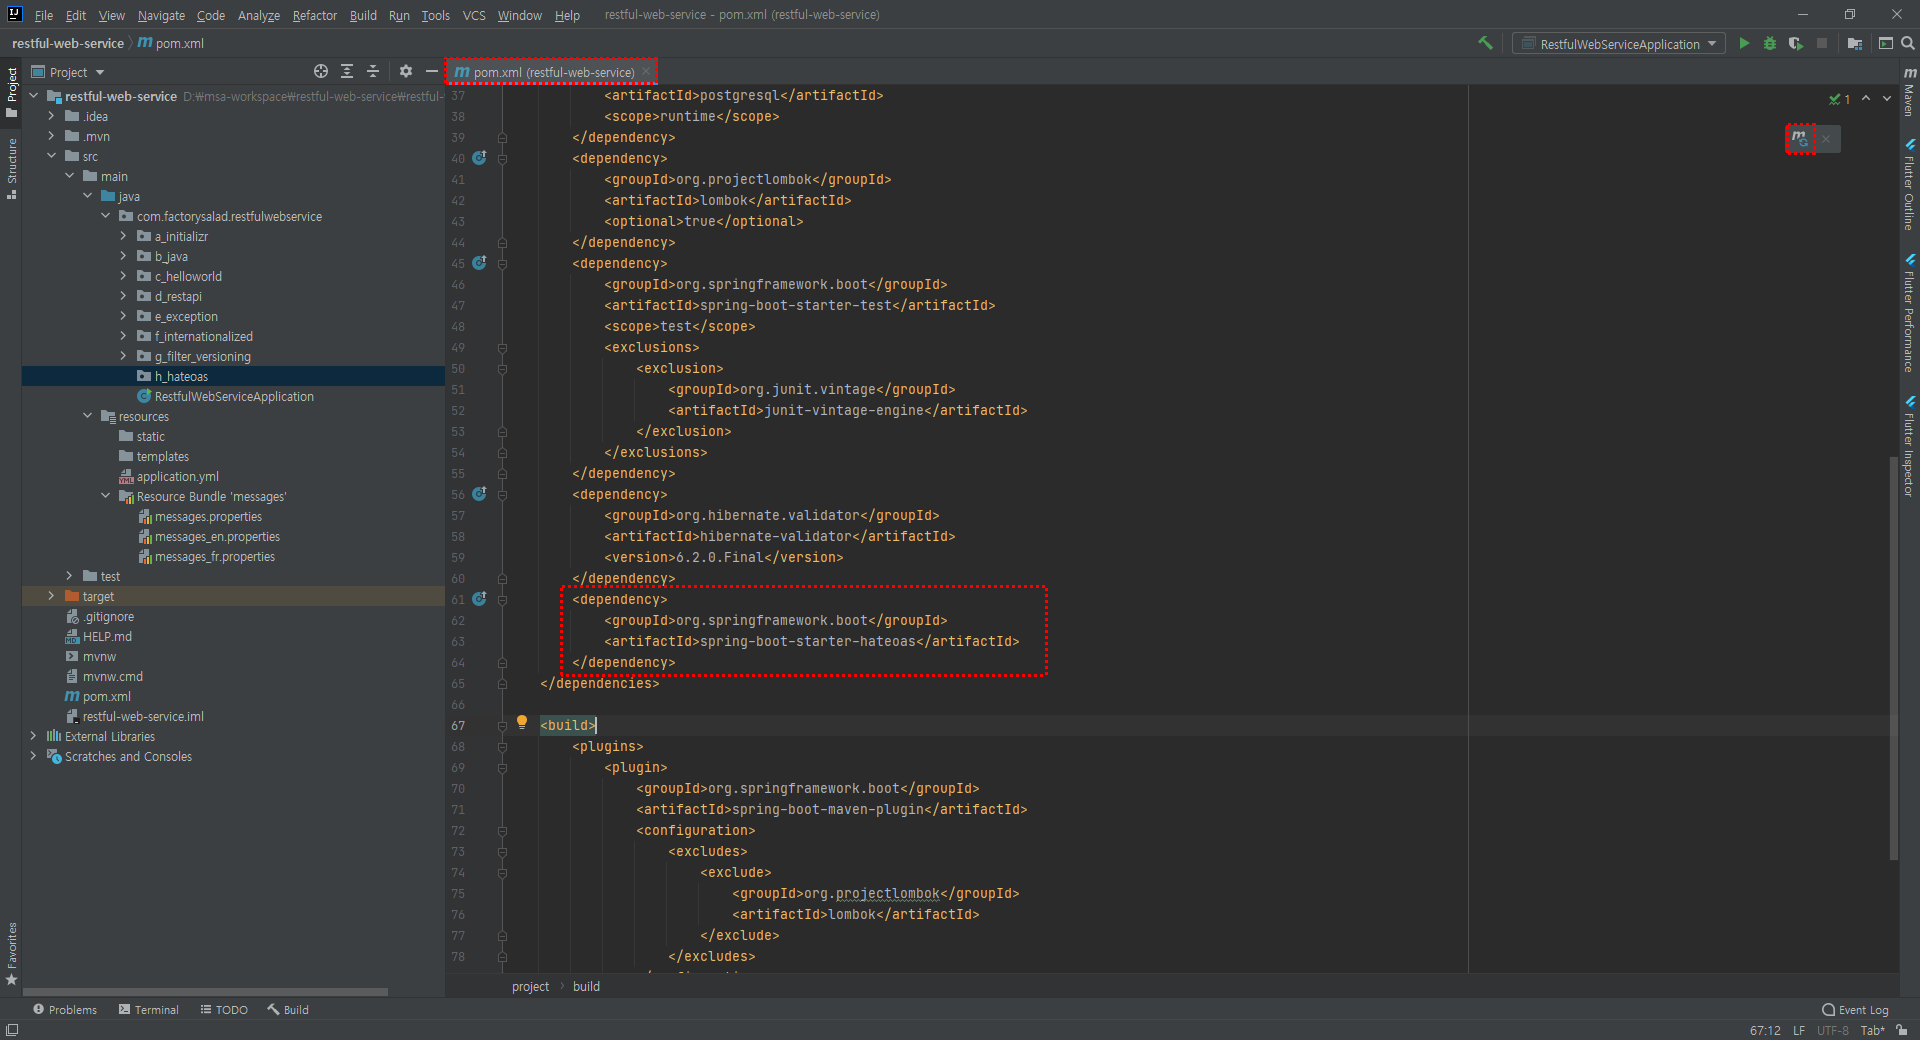 File Edit View Navigate Code Analyze Refactor Build Run Tools VCS Window Help restful-web-service - pom.xml (restful-web-service)
restful-web-service pom.xml
RestfulWebServiceApplication
Project
pom.xml (restful-web-service)
restful-web-service D:₩msa-workspace₩restful-web-service₩restful-
.idea
.mvn
src
main
java
com.factorysalad.restfulwebservice
a_initializr
b_java
c_helloworld
d_restapi
e_exception
f_internationalized
g_filter_versioning
h_hateoas
RestfulWebServiceApplication
resources
static
templates
application.yml
Resource Bundle 'messages'
messages.properties
messages_en.properties
messages_fr.properties
test
target
.gitignore
HELP.md
mvnw
mvnw.cmd
pom.xml
restful-web-service.iml
External Libraries
Scratches and Consoles
Project
Structure
Favorites
37 <artifactId>postgresql</artifactId>
38 <scope>runtime</scope>
39 </dependency>
40 <dependency>
41 <groupId>org.projectlombok</groupId>
42 <artifactId>lombok</artifactId>
43 <optional>true</optional>
44 </dependency>
45 <dependency>
46 <groupId>org.springframework.boot</groupId>
47 <artifactId>spring-boot-starter-test</artifactId>
48 <scope>test</scope>
49 <exclusions>
50 <exclusion>
51 <groupId>org.junit.vintage</groupId>
52 <artifactId>junit-vintage-engine</artifactId>
53 </exclusion>
54 </exclusions>
55 </dependency>
56 <dependency>
57 <groupId>org.hibernate.validator</groupId>
58 <artifactId>hibernate-validator</artifactId>
59 <version>6.2.0.Final</version>
60 </dependency>
61 <dependency>
62 <groupId>org.springframework.boot</groupId>
63 <artifactId>spring-boot-starter-hateoas</artifactId>
64 </dependency>
65 </dependencies>
66
67 <build>
68 <plugins>
69 <plugin>
70 <groupId>org.springframework.boot</groupId>
71 <artifactId>spring-boot-maven-plugin</artifactId>
72 <configuration>
73 <excludes>
74 <exclude>
75 <groupId>org.projectlombok</groupId>
76 <artifactId>lombok</artifactId>
77 </exclude>
78 </excludes>
1
Maven
Flutter Outline
Flutter Performance
Flutter Inspector
project build
Problems Terminal TODO Build Event Log
67:12 LF UTF-8 Tab*